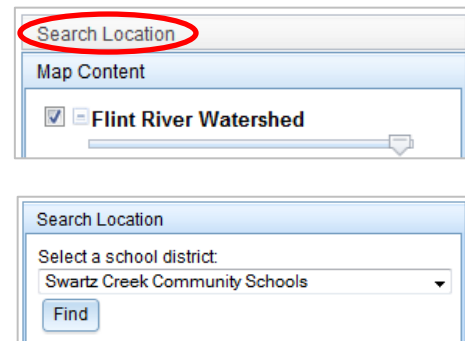 Search Location
Map Content
Flint River Watershed
Search Location
Select a school district:
Swartz Creek Community Schools
Find